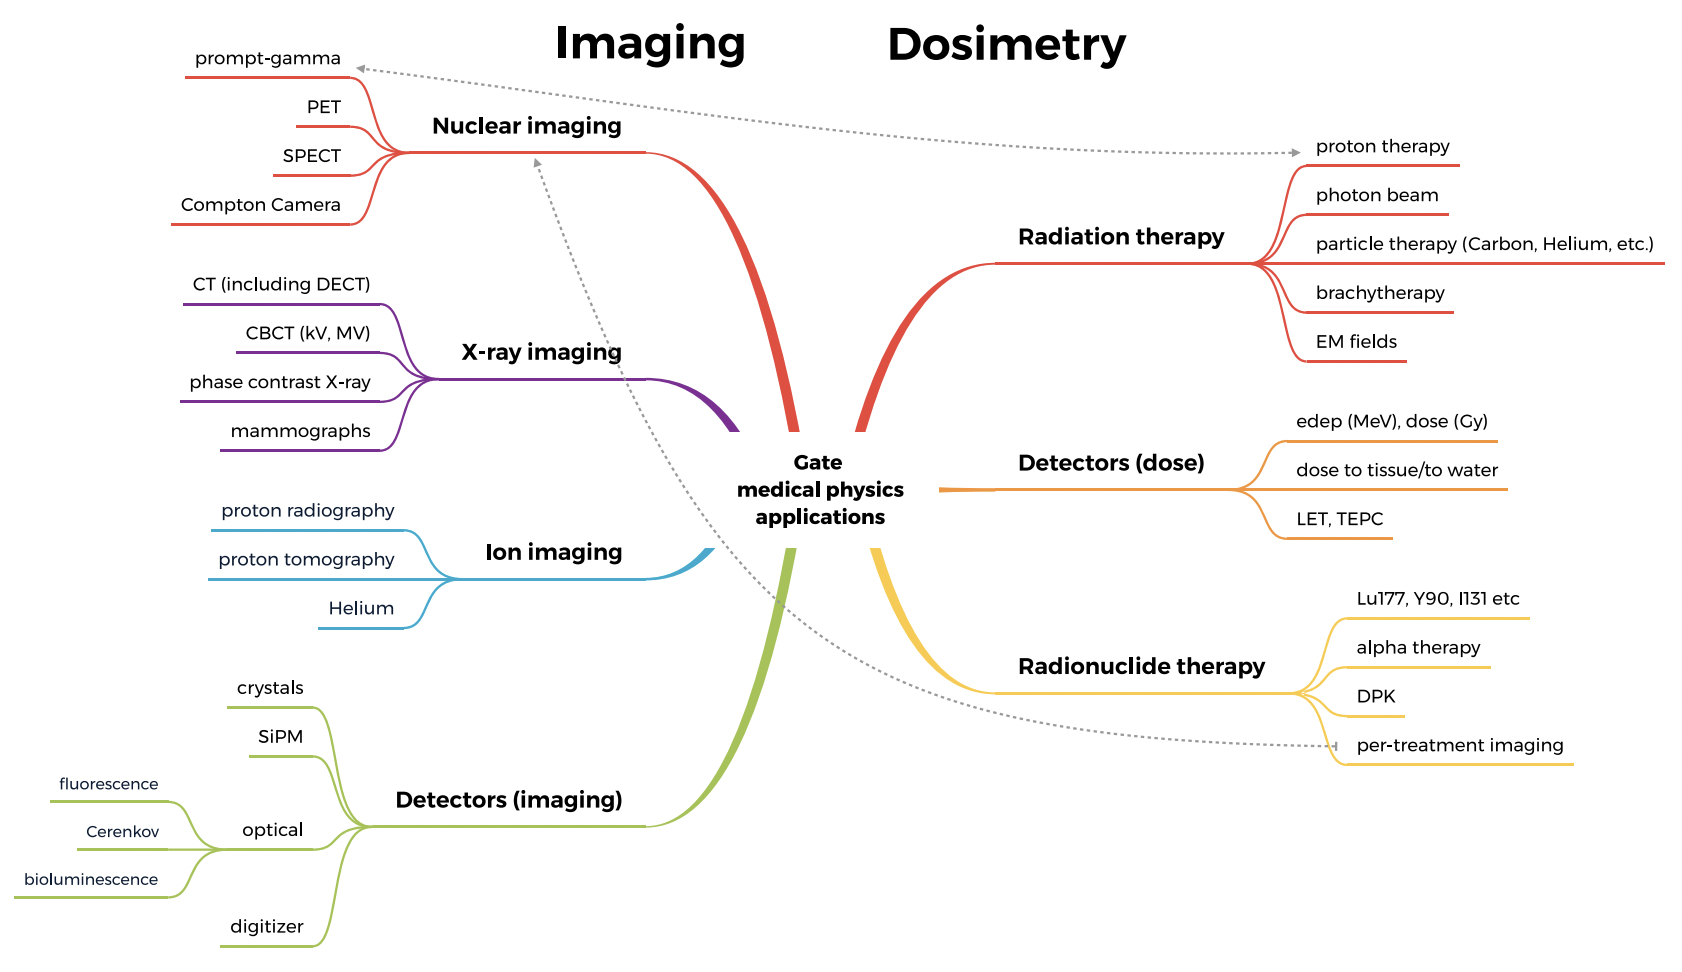 Imaging
Dosimetry
prompt-gamma
PET
SPECT
Compton Camera
Nuclear imaging
CT (including DECT)
CBCT (kV, MV)
phase contrast X-ray
mammographs
X-ray imaging
proton radiography
proton tomography
Helium
Ion imaging
crystals
SiPM
fluorescence
Cerenkov
bioluminescence
optical
digitizer
Detectors (imaging)
Gate
medical physics
applications
Radiation therapy
proton therapy
photon beam
particle therapy (Carbon, Helium, etc.)
brachytherapy
EM fields
Detectors (dose)
edep (MeV), dose (Gy)
dose to tissue/to water
LET, TEPC
Radionuclide therapy
Lu177, Y90, I131 etc
alpha therapy
DPK
per-treatment imaging